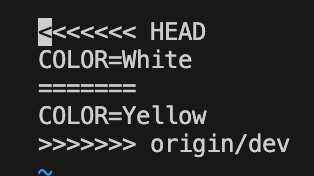 <<<<<<< HEAD
COLOR=White
=======
COLOR=Yellow
>>>>>>> origin/dev
~